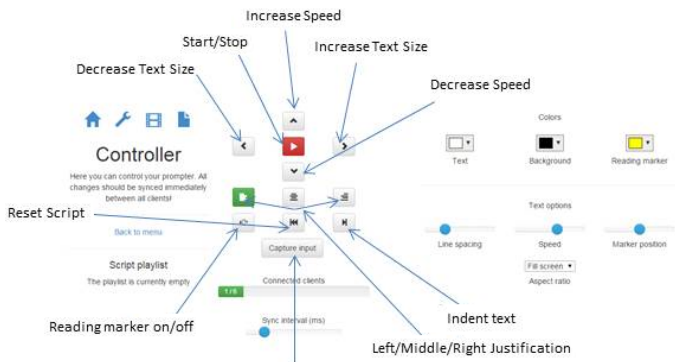 Increase Speed
Start/Stop
Increase Text Size
Decrease Text Size
Decrease Speed
Controller
Here you can control your prompter. All
changes should be synced immediately
between all clients!
Back to menu
Script playlist
The playlist is currently empty
Reset Script
Reading marker on/off
Capture input
Connected clients
1/6
Sync interval (ms)
Indent text
Left/Middle/Right Justification
Colors
Text
Background
Reading marker
Text options
Line spacing
Speed
Marker position
Fill screen
Aspect ratio